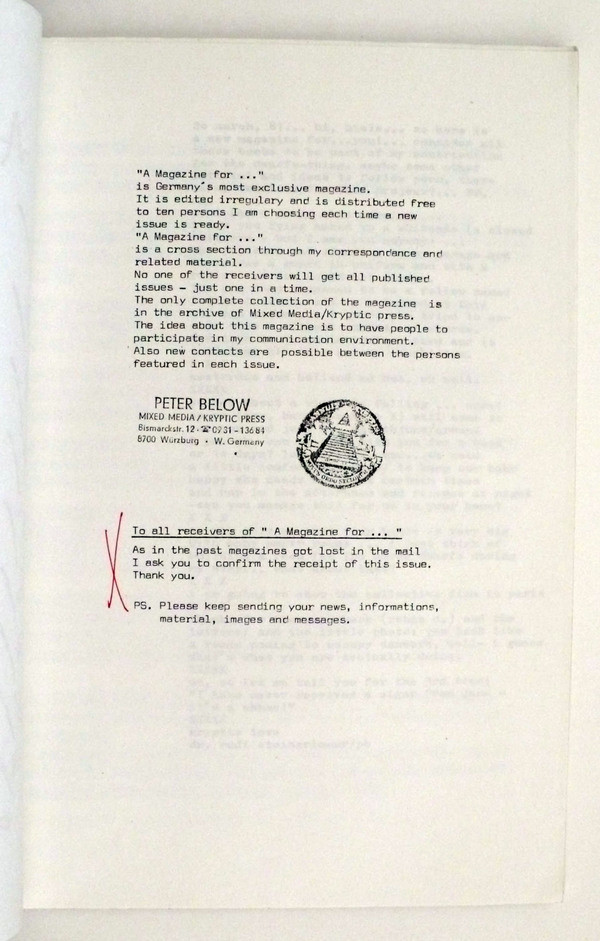 "A Magazine for ..."
is Germany´s most exclusive magazine.
It is edited irregulary and is distributed free
to ten persons I am choosing each time a new
issue is ready.
"A Magazine for ..."
is a cross section through my correspondance and
related material.
No one of the receivers will get all published
issues - just one in a time.
The only complete collection of the magazine is
in the archive of Mixed Media/Kryptic press.
The idea about this magazine is to have people to
participate in my communication environment.
Also new contacts are possible between the persons
featured in each issue.
PETER BELOW
MIXED MEDIA / KRYPTIC PRESS
Bismarckstr. 12 · ☎ 0931 - 13684
8700 Würzburg · W. Germany
To all receivers of " A Magazine for ... "
As in the past magazines got lost in the mail
I ask you to confirm the receipt of this issue.
Thank you.
PS. Please keep sending your news, informations,
material, images and messages.